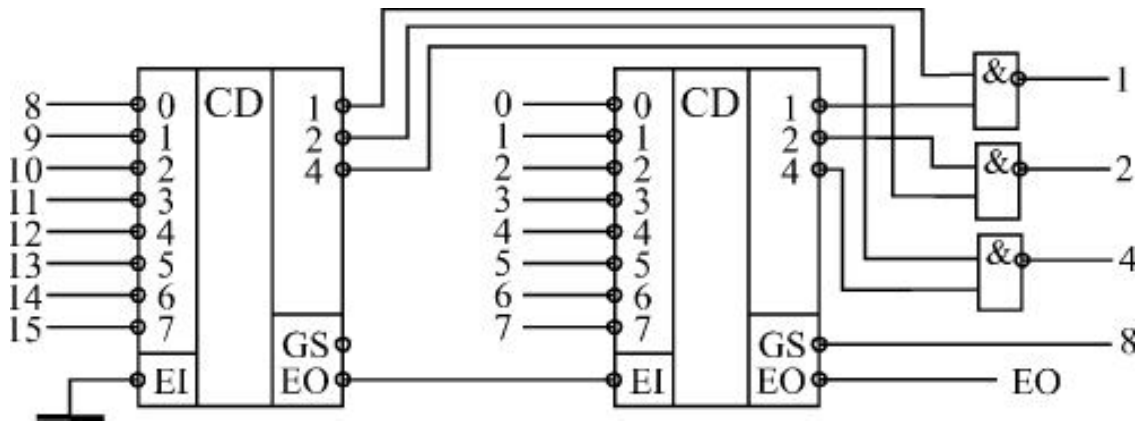 8 0 CD 1
9 1 2
10 2 4
11 3
12 4
13 5
14 6
15 7
GS
EI EO
0 0 CD 1
1 1 2
2 2 4
3 3
4 4
5 5
6 6
7 7
GS 8
EI EO EO
& 1
& 2
& 4